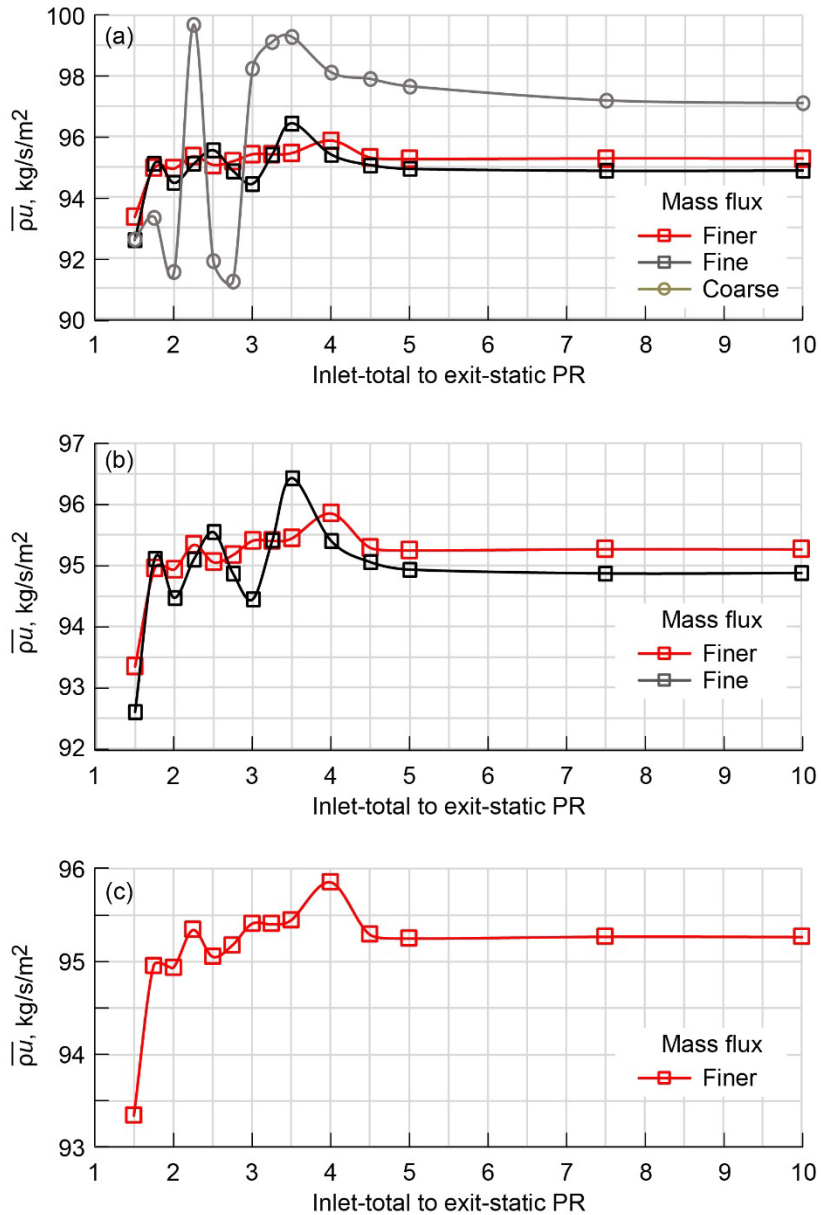 (a)
100
98
96
94
92
90
ρu, kg/s/m2
Mass flux
Finer
Fine
Coarse
1 2 3 4 5 6 7 8 9 10
Inlet-total to exit-static PR
(b)
97
96
95
94
93
92
ρu, kg/s/m2
Mass flux
Finer
Fine
1 2 3 4 5 6 7 8 9 10
Inlet-total to exit-static PR
(c)
96
95
94
93
ρu, kg/s/m2
Mass flux
Finer
1 2 3 4 5 6 7 8 9 10
Inlet-total to exit-static PR